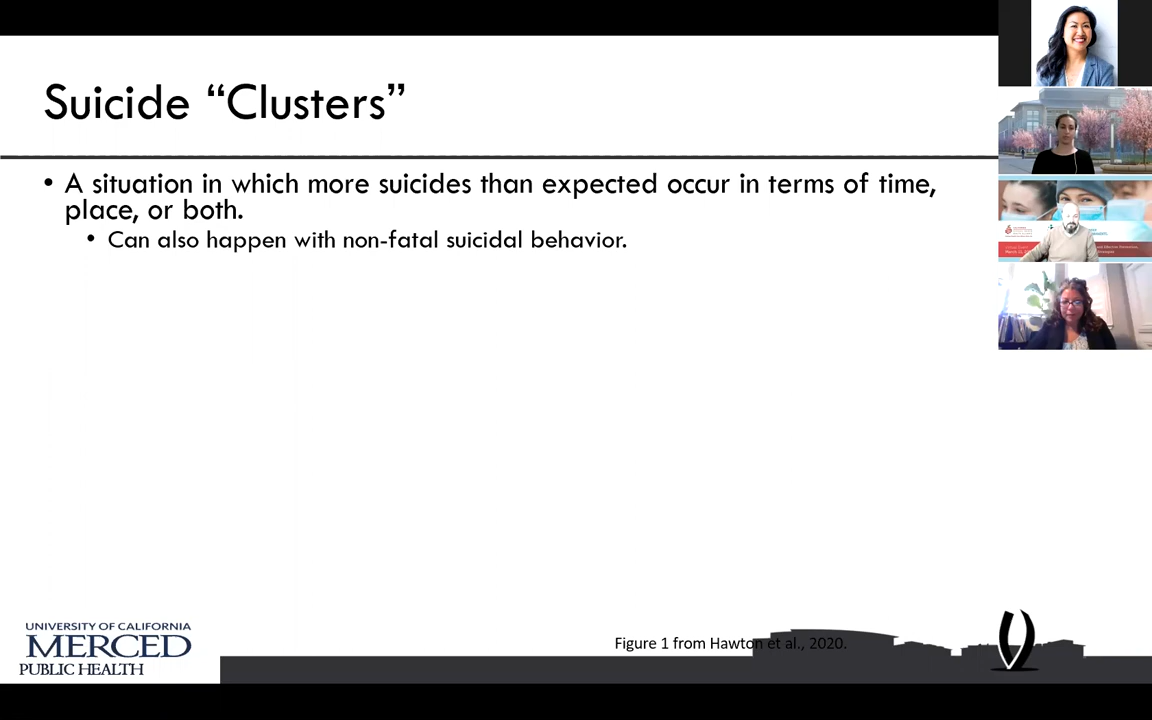 Suicide “Clusters”
• A situation in which more suicides than expected occur in terms of time,
place, or both.
• Can also happen with non-fatal suicidal behavior.
Figure 1 from Hawton et al., 2020.
UNIVERSITY OF CALIFORNIA
MERCED
PUBLIC HEALTH